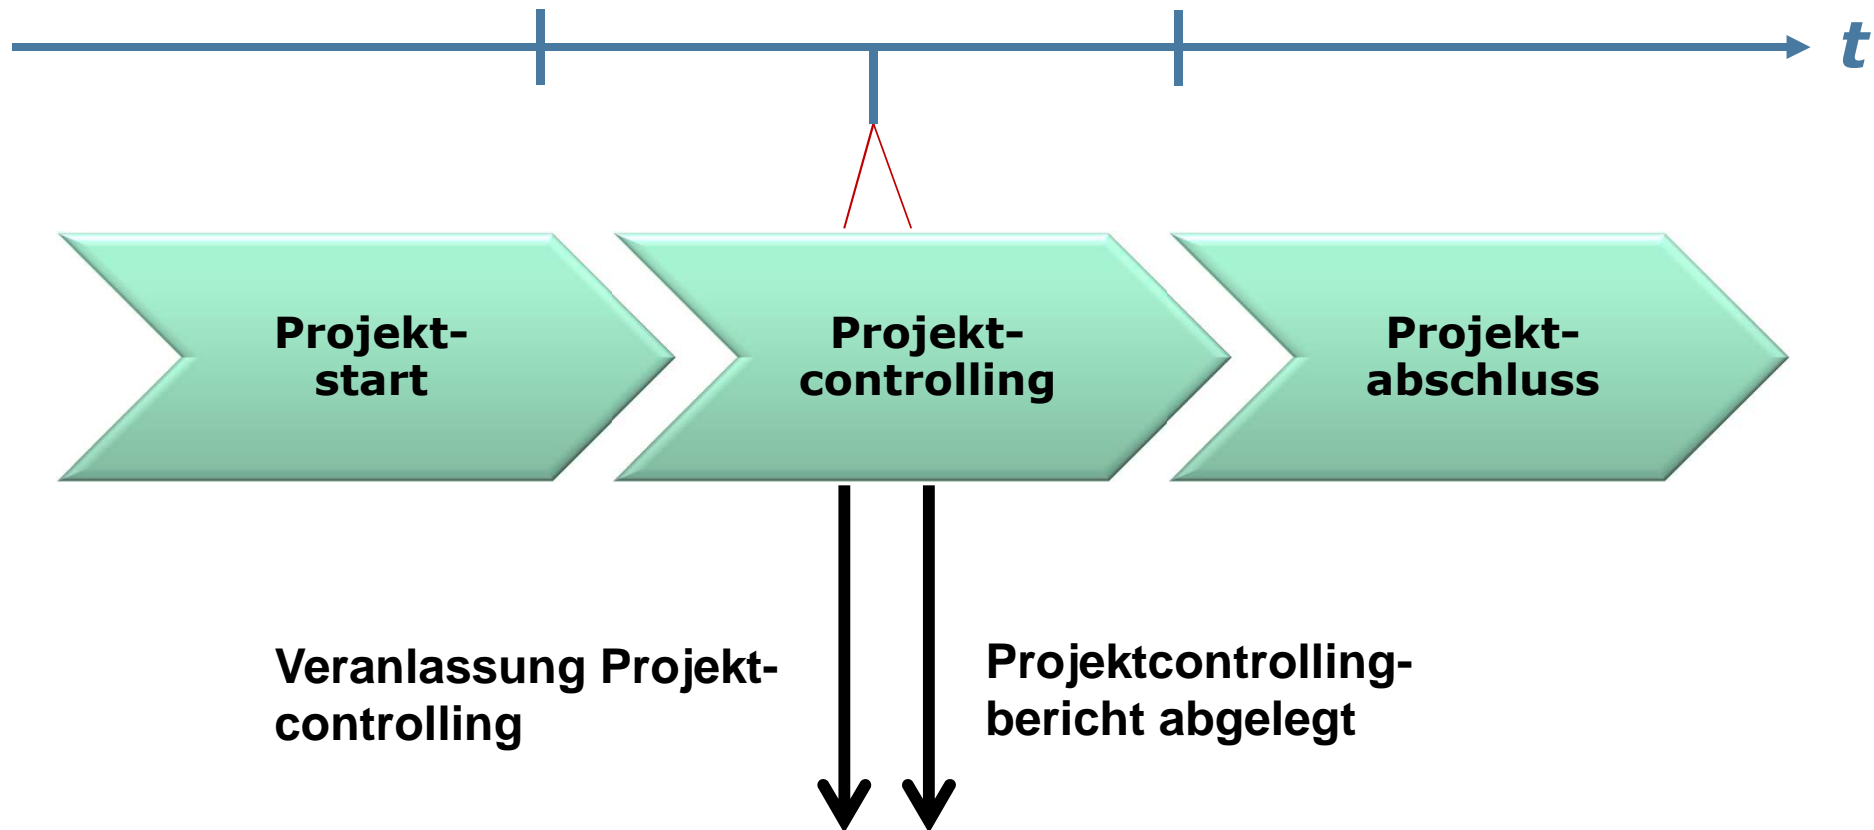 t
Projekt-
start
Projekt-
controlling
Projekt-
abschluss
Veranlassung Projekt-
controlling
Projektcontrolling-
bericht abgelegt